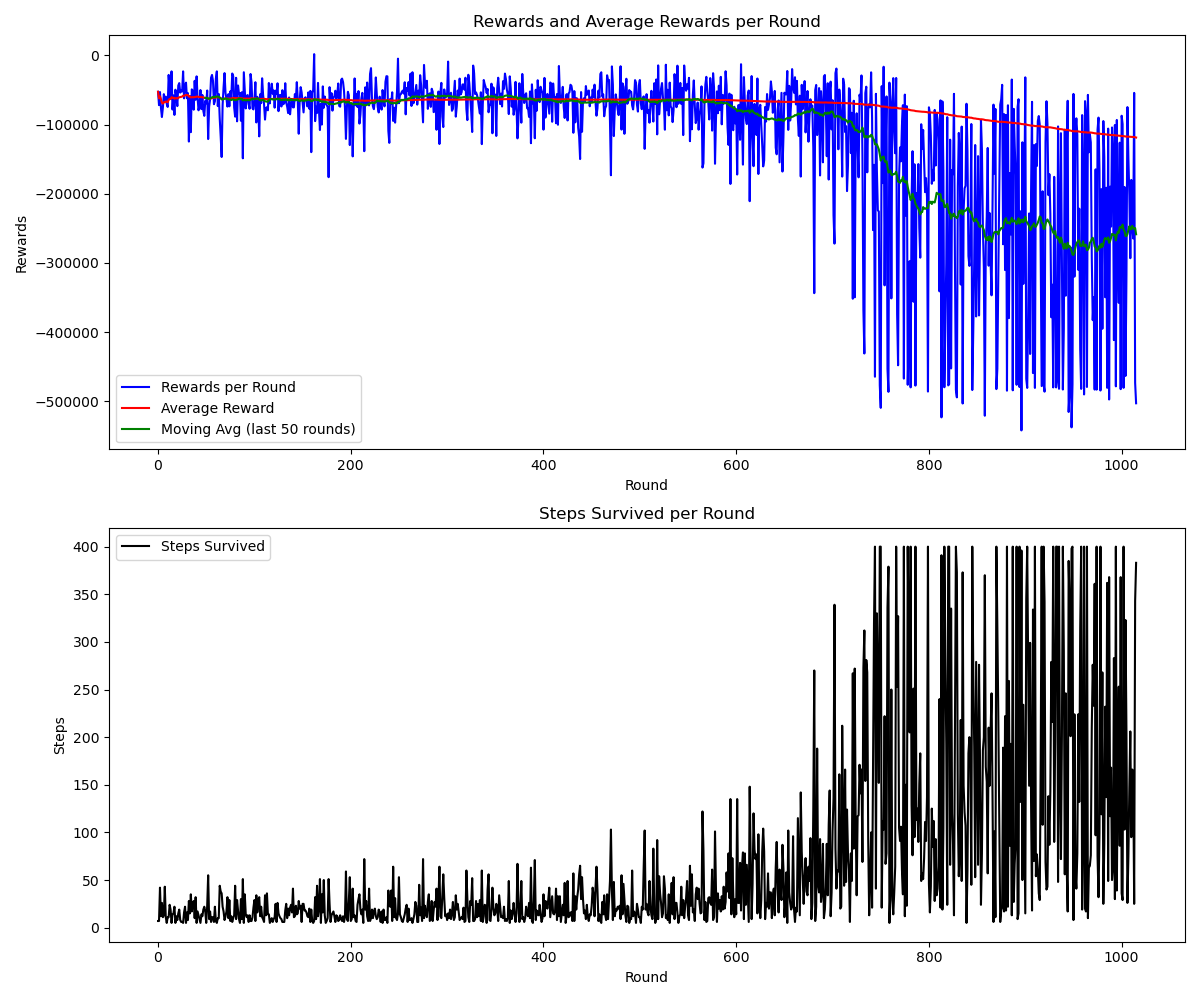 Rewards and Average Rewards per Round
Rewards
0
−100000
−200000
−300000
−400000
−500000
Rewards per Round
Average Reward
Moving Avg (last 50 rounds)
0 200 400 600 800 1000
Round
Steps Survived per Round
Steps
400
350
300
250
200
150
100
50
0
Steps Survived
0 200 400 600 800 1000
Round